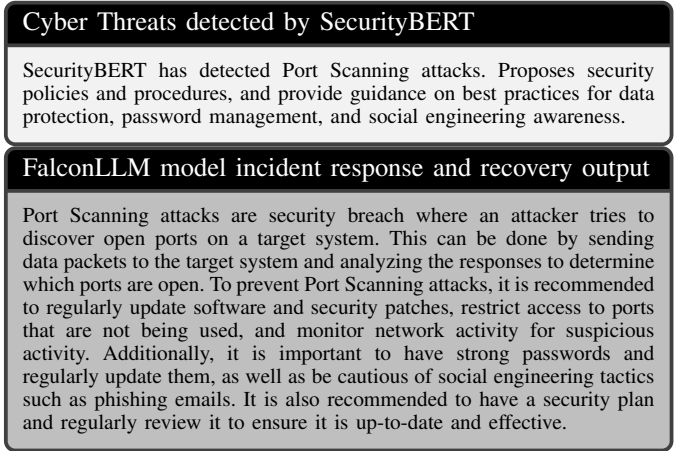 Cyber Threats detected by SecurityBERT
SecurityBERT has detected Port Scanning attacks. Proposes security
policies and procedures, and provide guidance on best practices for data
protection, password management, and social engineering awareness.
FalconLLM model incident response and recovery output
Port Scanning attacks are security breach where an attacker tries to
discover open ports on a target system. This can be done by sending
data packets to the target system and analyzing the responses to determine
which ports are open. To prevent Port Scanning attacks, it is recommended
to regularly update software and security patches, restrict access to ports
that are not being used, and monitor network activity for suspicious
activity. Additionally, it is important to have strong passwords and
regularly update them, as well as be cautious of social engineering tactics
such as phishing emails. It is also recommended to have a security plan
and regularly review it to ensure it is up-to-date and effective.